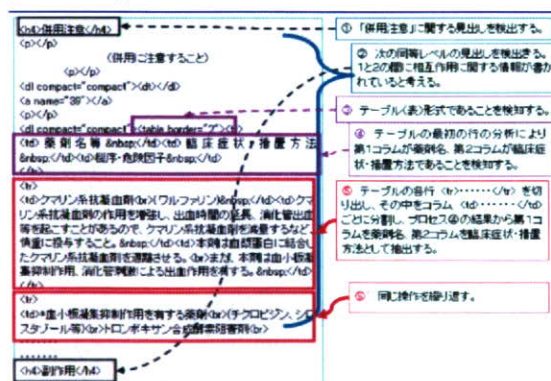 <h4>併用注意</h4>
<p></p>
(併用に注意すること)
<p></p>
<dl compact="compact"><dt></d>
<a name="39"></a>
<p></p>
<dl compact="compact"><table border="2"><t>
<td>薬剤名等&nbsp;</td><td>臨床症状・措置方法
&nbsp;</td><td>機序・危険因子&nbsp;</td>
</tr>
<tr>
<td>クマリン系抗凝血剤<br>(ワルファリン)&nbsp;</td><td>クマ
リン系抗凝血剤の作用を増強し、出血時間の延長、消化管出血
等を起こすことがあるので、クマリン系抗凝血剤を減量するなど、
慎重に投与すること。&nbsp;</td><td>本剤は血漿蛋白に結合し
たクマリン系抗凝血剤を遊離させる。<br>また、本剤は血小板凝
集抑制作用、消化管刺激による出血作用を有する。&nbsp;</td>
</tr>
<tr>
<td>*血小板凝集抑制作用を有する薬剤<br>(チクロピジン、シロ
スタゾール等)<br>トロンボキサン合成酵素阻害剤<br>
........
........
<h4>副作用</h4>
① 「併用注意」に関する見出しを検出する。
② 次の同等レベルの見出しを検出する。
1と2の間に相互作用に関する情報が書か
れていると考える。
③ テーブル(表)形式であることを検知する。
④ テーブルの最初の行の分析により
第1コラムが薬剤名、第2コラムが臨床症
状・措置方法であることを検知する。
⑤ テーブルの各行 <tr>……</tr> を切
り出し、その中をコラム <td>……</td>
ごとに分割し、プロセス④の結果から第1
コラムを薬剤名、第2コラムを臨床症状・措
置方法として抽出する。
⑥ 同じ操作を繰り返す。